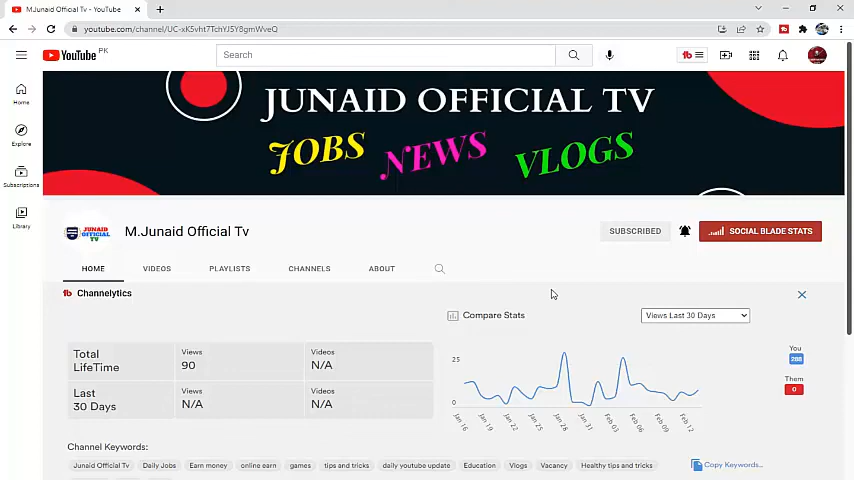 M.Junaid Official Tv - YouTube
youtube.com/channel/UC-xK5vht7TchYJ5Y8gmWveQ
YouTube PK
Search
tb
JUNAID OFFICIAL TV
JOBS NEWS VLOGS
Home
Explore
Subscriptions
Library
JUNAID
OFFICIAL
TV
M.Junaid Official Tv
SUBSCRIBED
SOCIAL BLADE STATS
HOME VIDEOS PLAYLISTS CHANNELS ABOUT
tb Channelytics
Compare Stats
Views Last 30 Days
Total LifeTime
Views
90
Videos
N/A
Last 30 Days
Views
N/A
Videos
N/A
25
0
Jan 16 Jan 19 Jan 22 Jan 25 Jan 28 Jan 31 Feb 03 Feb 06 Feb 09 Feb 12
You
288
Them
0
Channel Keywords:
Junaid Official Tv Daily Jobs Earn money online earn games tips and tricks daily youtube update Education Vlogs Vacancy Healthy tips and tricks
Copy Keywords...